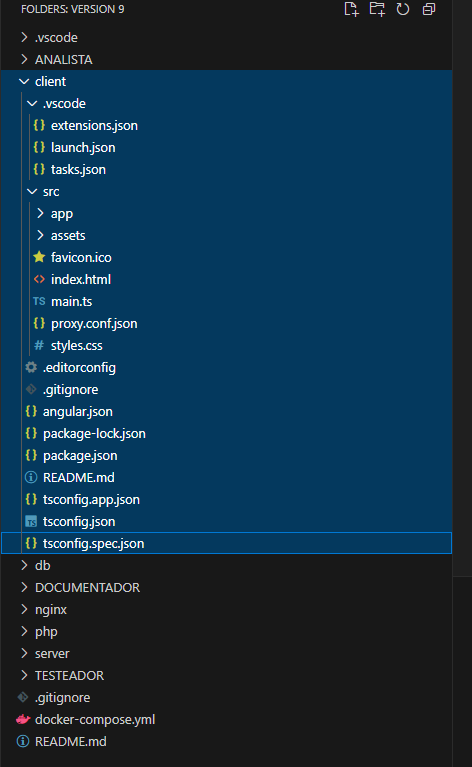 FOLDERS: VERSION 9
.vscode
ANALISTA
client
.vscode
{} extensions.json
{} launch.json
{} tasks.json
src
app
assets
favicon.ico
<> index.html
TS main.ts
{} proxy.conf.json
# styles.css
.editorconfig
.gitignore
{} angular.json
{} package-lock.json
{} package.json
README.md
{} tsconfig.app.json
TS tsconfig.json
{} tsconfig.spec.json
db
DOCUMENTADOR
nginx
php
server
TESTEADOR
.gitignore
docker-compose.yml
README.md